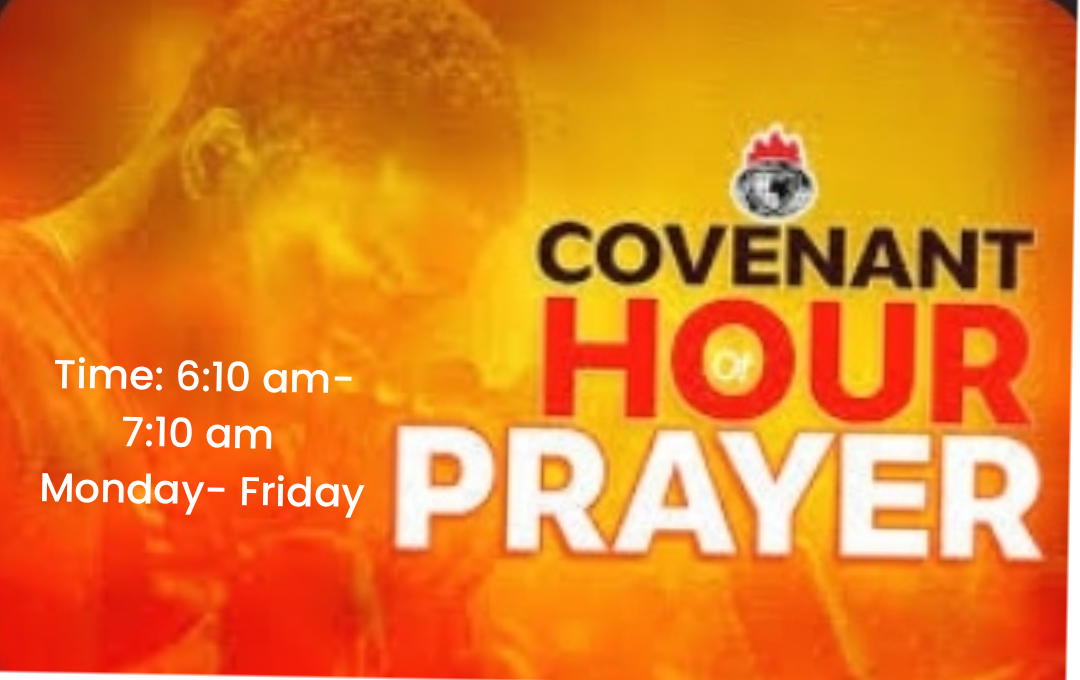 COVENANT
HOUR
OF
PRAYER
Time: 6:10 am-
7:10 am
Monday- Friday